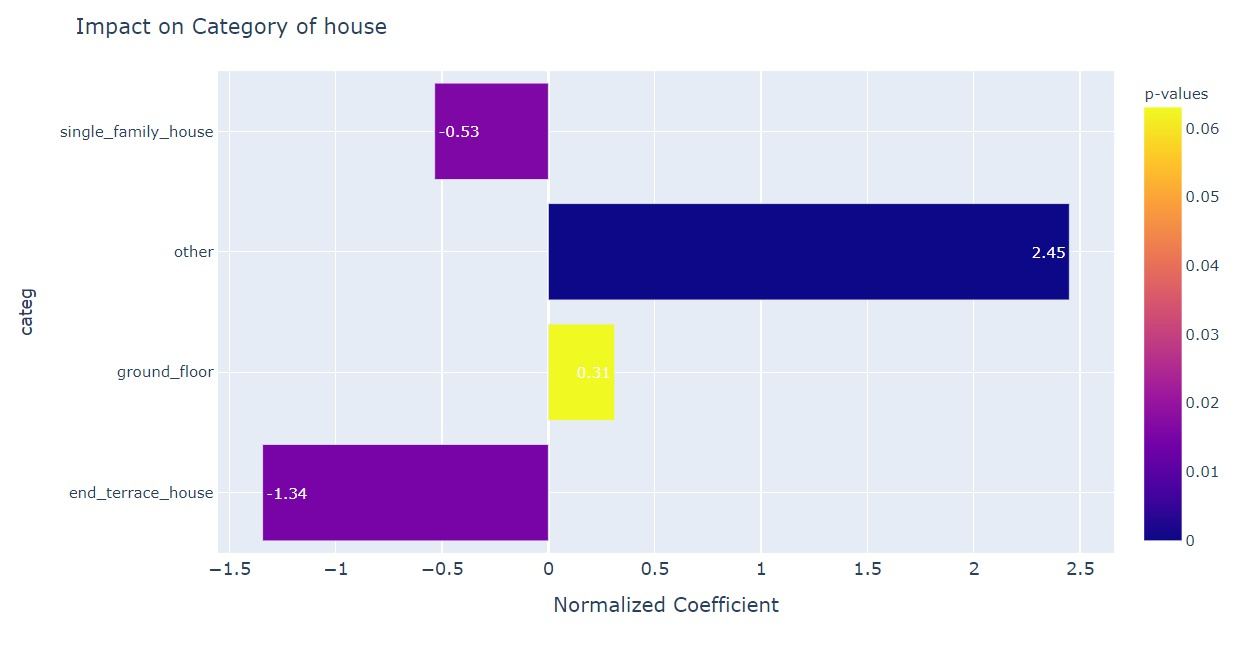 Impact on Category of house
p-values
single_family_house
-0.53
other
2.45
ground_floor
0.31
end_terrace_house
-1.34
categ
−1.5
−1
−0.5
0
0.5
1
1.5
2
2.5
Normalized Coefficient
0.06
0.05
0.04
0.03
0.02
0.01
0